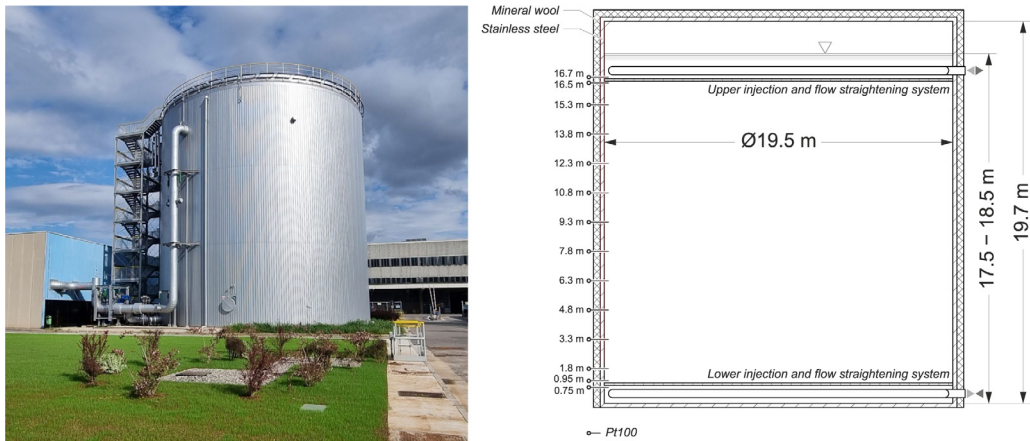 Mineral wool
Stainless steel
16.7 m
16.5 m
Upper injection and flow straightening system
15.3 m
13.8 m
Ø19.5 m
12.3 m
10.8 m
9.3 m
7.8 m
6.3 m
4.8 m
3.3 m
1.8 m
0.95 m
0.75 m
Lower injection and flow straightening system
17.5 – 18.5 m
19.7 m
Pt100